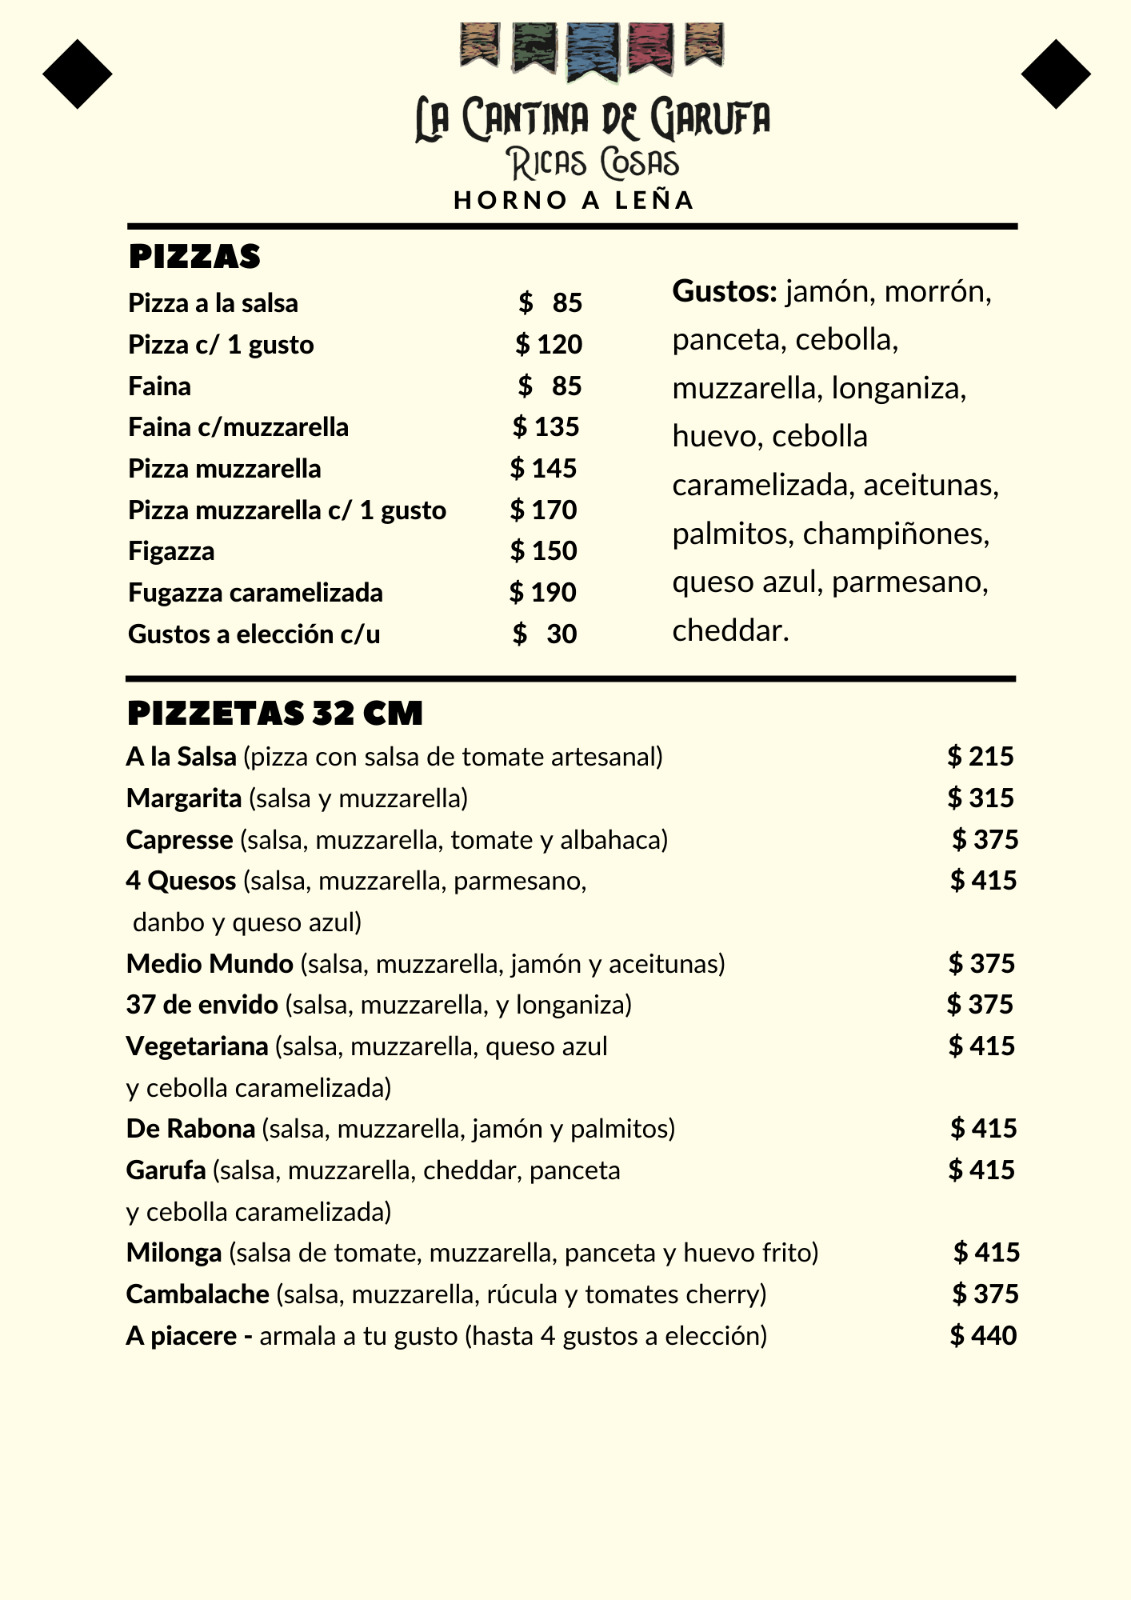 La Cantina de Garufa
Ricas Cosas
HORNO A LEÑA
PIZZAS
Pizza a la salsa $ 85
Pizza c/ 1 gusto $ 120
Faina $ 85
Faina c/muzzarella $ 135
Pizza muzzarella $ 145
Pizza muzzarella c/ 1 gusto $ 170
Figazza $ 150
Fugazza caramelizada $ 190
Gustos a elección c/u $ 30
Gustos: jamón, morrón,
panceta, cebolla,
muzzarella, longaniza,
huevo, cebolla
caramelizada, aceitunas,
palmitos, champiñones,
queso azul, parmesano,
cheddar.
PIZZETAS 32 CM
A la Salsa (pizza con salsa de tomate artesanal) $ 215
Margarita (salsa y muzzarella) $ 315
Capresse (salsa, muzzarella, tomate y albahaca) $ 375
4 Quesos (salsa, muzzarella, parmesano, $ 415
danbo y queso azul)
Medio Mundo (salsa, muzzarella, jamón y aceitunas) $ 375
37 de envido (salsa, muzzarella, y longaniza) $ 375
Vegetariana (salsa, muzzarella, queso azul $ 415
y cebolla caramelizada)
De Rabona (salsa, muzzarella, jamón y palmitos) $ 415
Garufa (salsa, muzzarella, cheddar, panceta $ 415
y cebolla caramelizada)
Milonga (salsa de tomate, muzzarella, panceta y huevo frito) $ 415
Cambalache (salsa, muzzarella, rúcula y tomates cherry) $ 375
A piacere - armala a tu gusto (hasta 4 gustos a elección) $ 440